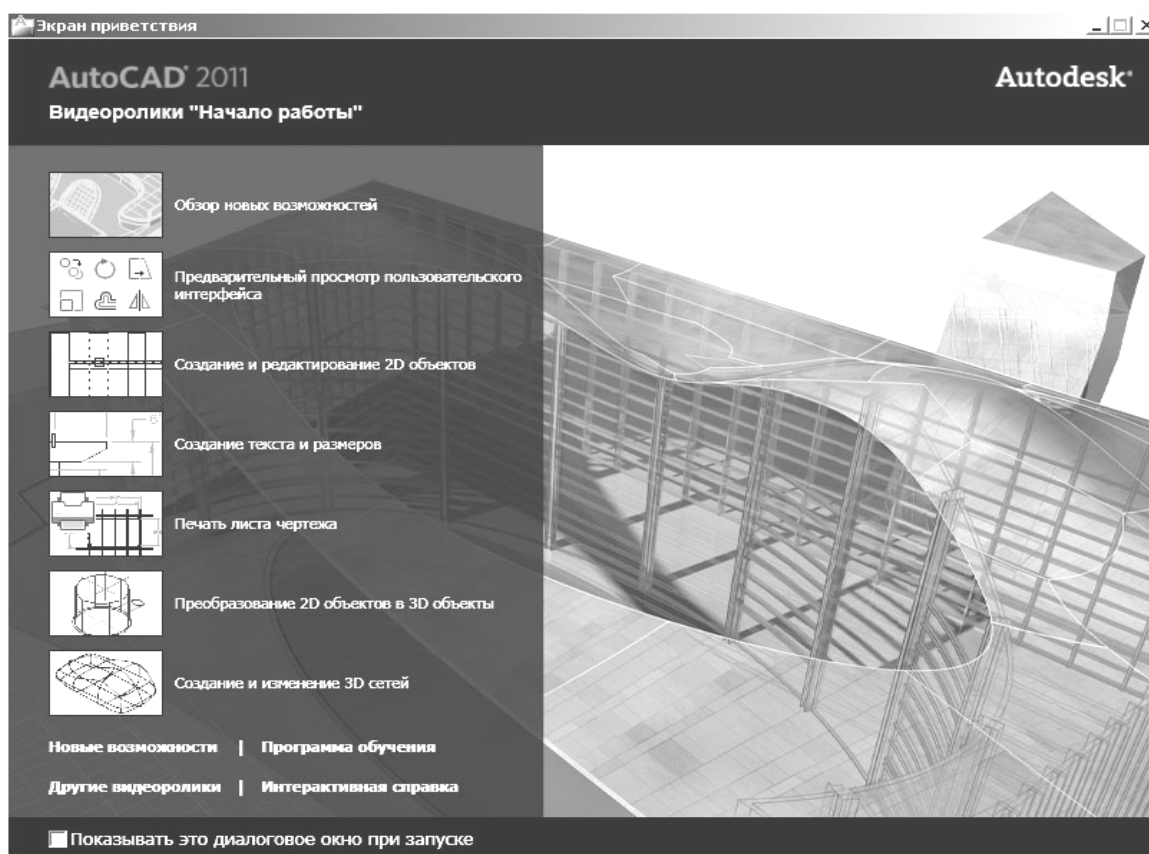 Экран приветствия
AutoCAD® 2011
Autodesk®
Видеоролики "Начало работы"
Обзор новых возможностей
Предварительный просмотр пользовательского
интерфейса
Создание и редактирование 2D объектов
Создание текста и размеров
Печать листа чертежа
Преобразование 2D объектов в 3D объекты
Создание и изменение 3D сетей
Новые возможности | Программа обучения
Другие видеоролики | Интерактивная справка
Показывать это диалоговое окно при запуске